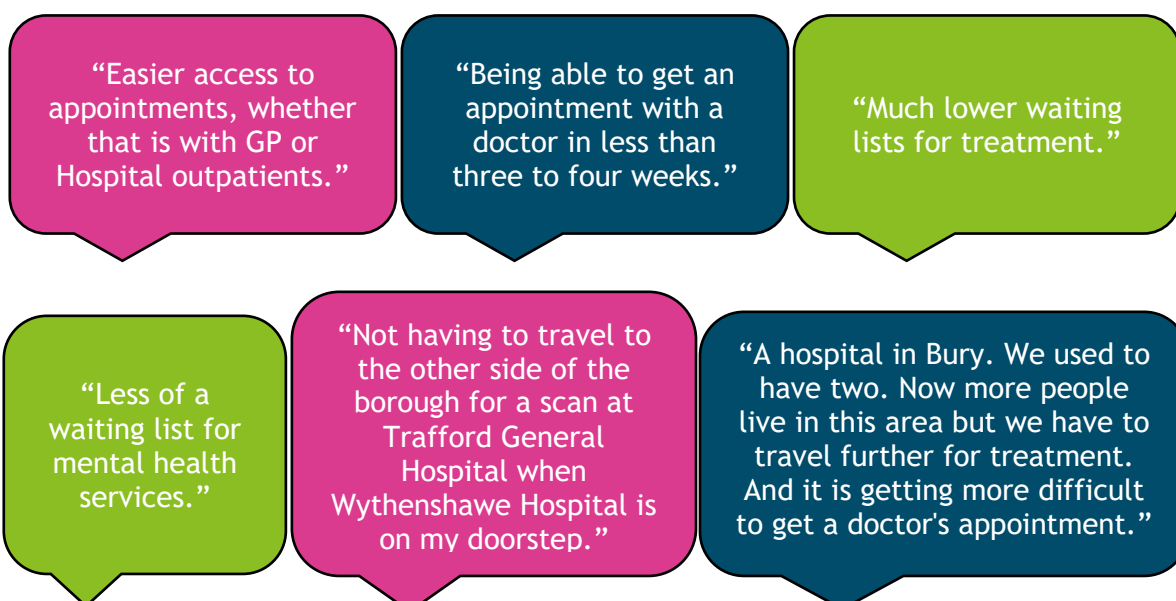 “Easier access to
appointments, whether
that is with GP or
Hospital outpatients.”
“Being able to get an
appointment with a
doctor in less than
three to four weeks.”
“Much lower waiting
lists for treatment.”
“Less of a
waiting list for
mental health
services.”
“Not having to travel to
the other side of the
borough for a scan at
Trafford General
Hospital when
Wythenshawe Hospital is
on my doorstep.”
“A hospital in Bury. We used to
have two. Now more people
live in this area but we have to
travel further for treatment.
And it is getting more difficult
to get a doctor's appointment.”